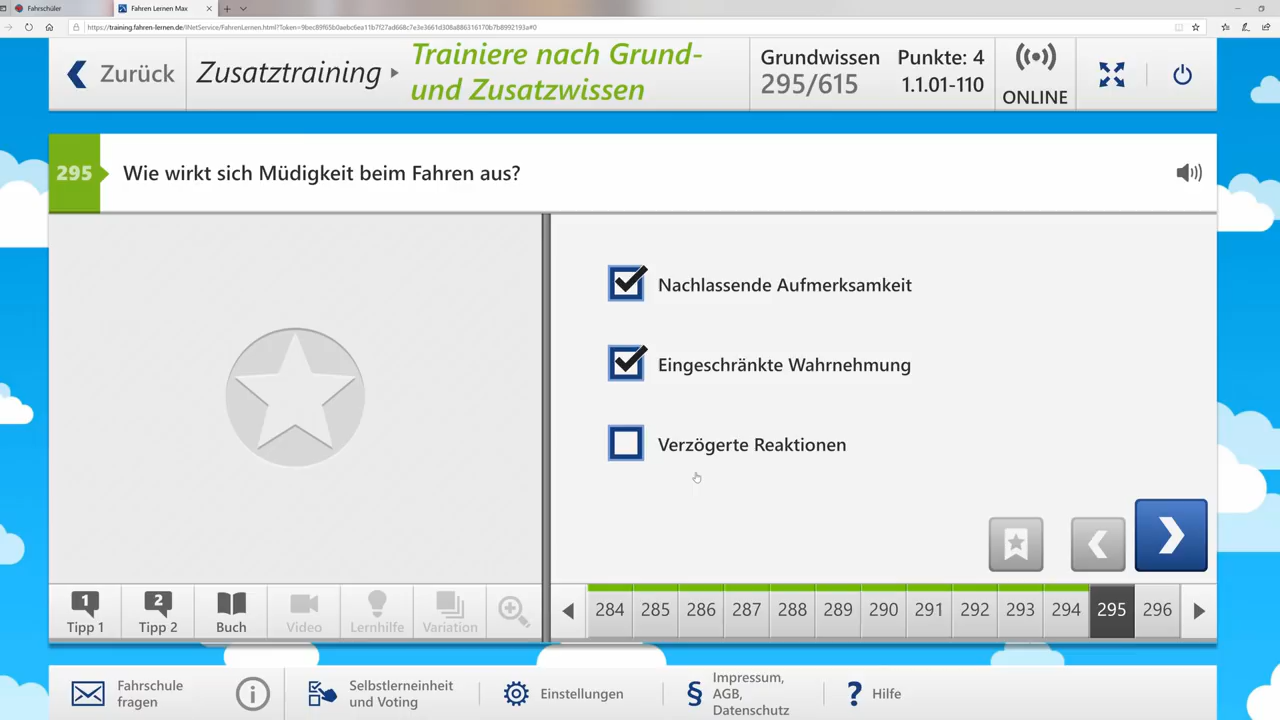 Fahrschüler
Fahren Lernen Max
Zurück
Zusatztraining
Trainiere nach Grund-
und Zusatzwissen
Grundwissen
295/615
Punkte: 4
1.1.01-110
ONLINE
295
Wie wirkt sich Müdigkeit beim Fahren aus?
Nachlassende Aufmerksamkeit
Eingeschränkte Wahrnehmung
Verzögerte Reaktionen
1
Tipp 1
2
Tipp 2
Buch
Video
Lernhilfe
Variation
284 285 286 287 288 289 290 291 292 293 294 295 296
Fahrschule
fragen
Selbstlerneinheit
und Voting
Einstellungen
§
Impressum,
AGB,
Datenschutz
?
Hilfe